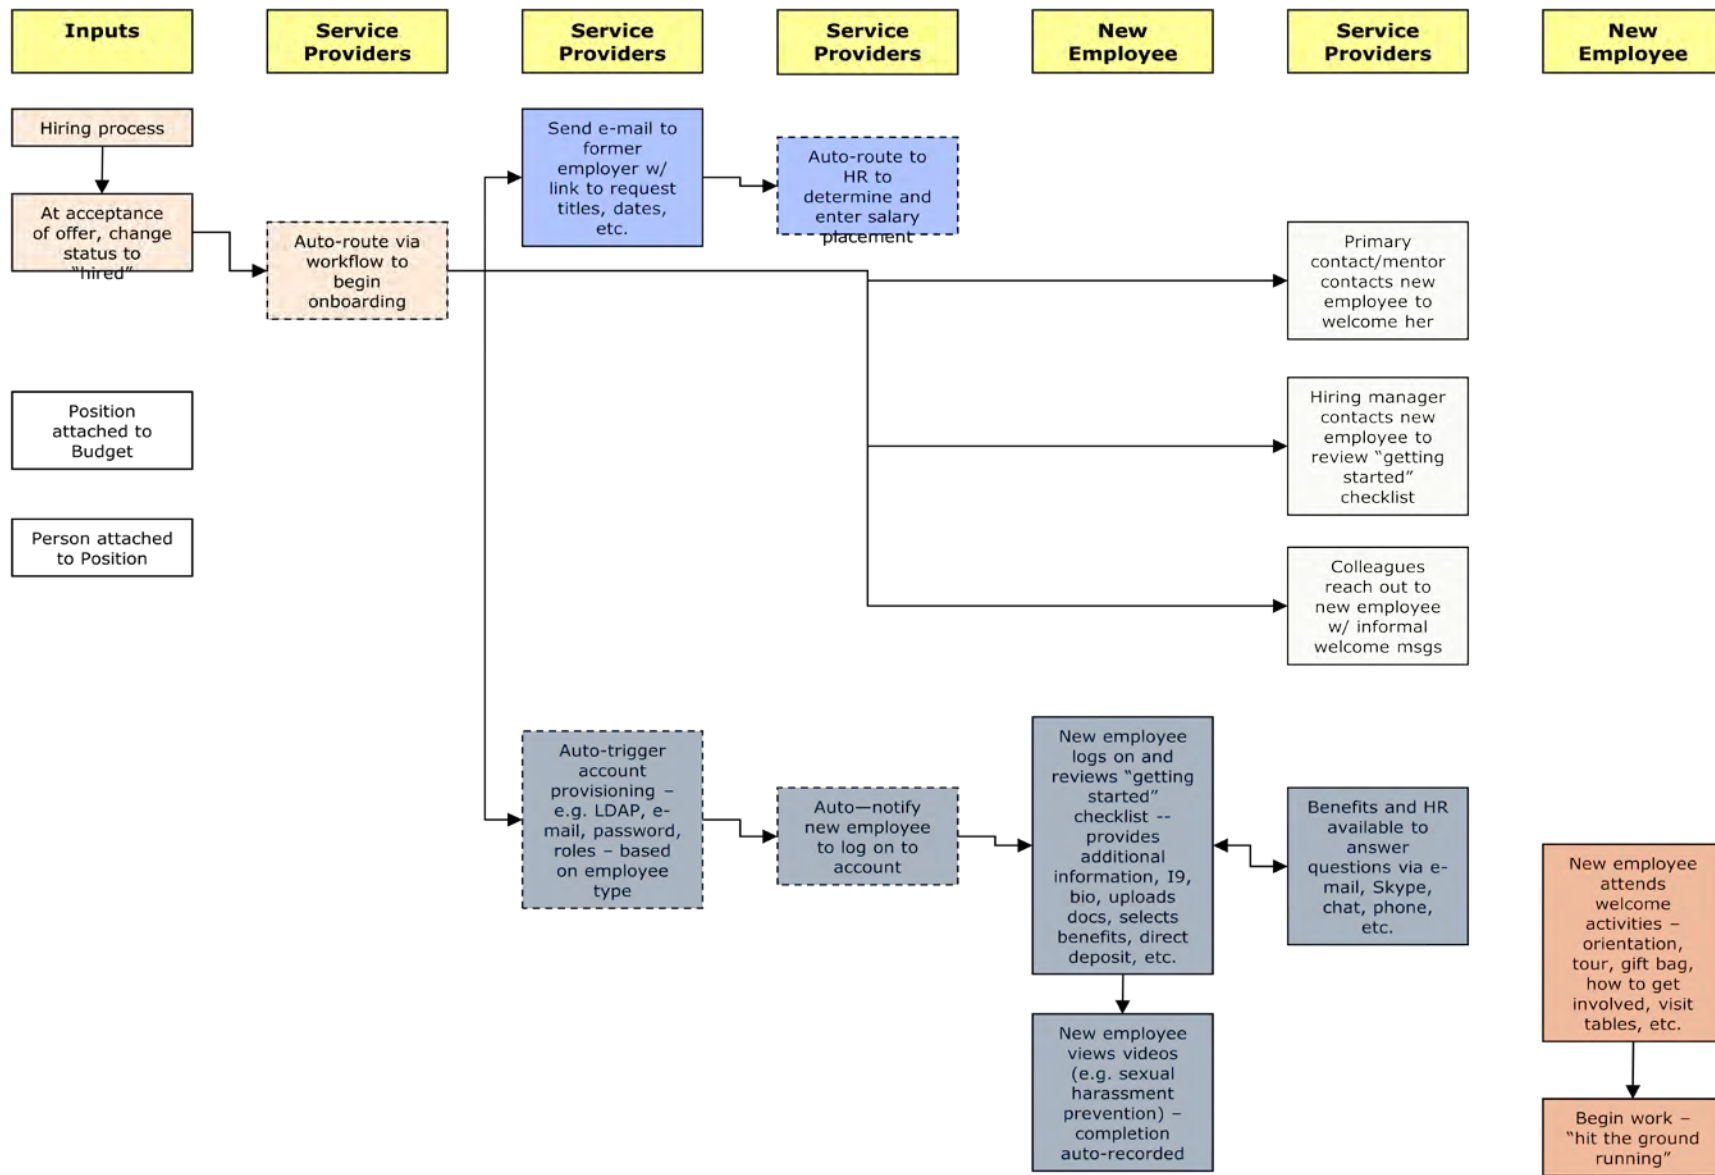 Inputs
Service
Providers
Service
Providers
Service
Providers
New
Employee
Service
Providers
New
Employee
Hiring process
At acceptance
of offer, change
status to
“hired”
Position
attached to
Budget
Person attached
to Position
Auto-route via
workflow to
begin
onboarding
Send e-mail to
former
employer w/
link to request
titles, dates,
etc.
Auto-route to
HR to
determine and
enter salary
placement
Primary
contact/mentor
contacts new
employee to
welcome her
Hiring manager
contacts new
employee to
review “getting
started”
checklist
Colleagues
reach out to
new employee
w/ informal
welcome msgs
Auto-trigger
account
provisioning –
e.g. LDAP, e-
mail, password,
roles – based
on employee
type
Auto—notify
new employee
to log on to
account
New employee
logs on and
reviews “getting
started”
checklist --
provides
additional
information, I9,
bio, uploads
docs, selects
benefits, direct
deposit, etc.
New employee
views videos
(e.g. sexual
harassment
prevention) –
completion
auto-recorded
Benefits and HR
available to
answer
questions via e-
mail, Skype,
chat, phone,
etc.
New employee
attends
welcome
activities –
orientation,
tour, gift bag,
how to get
involved, visit
tables, etc.
Begin work –
“hit the ground
running”